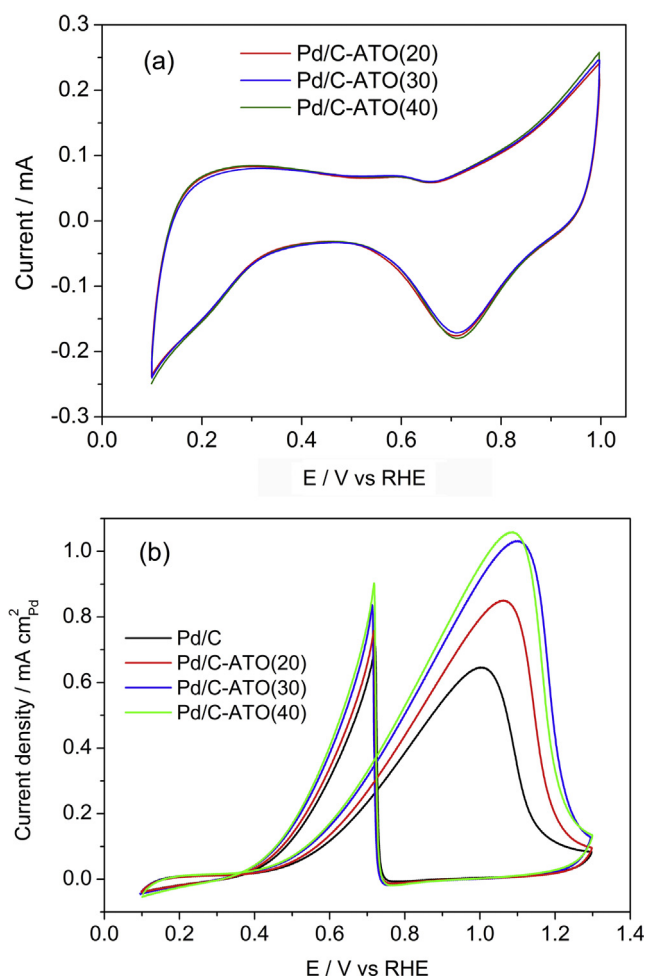 (a)
Pd/C-ATO(20)
Pd/C-ATO(30)
Pd/C-ATO(40)
0.3
0.2
0.1
0.0
-0.1
-0.2
-0.3
Current / mA
0.0 0.2 0.4 0.6 0.8 1.0
E / V vs RHE
(b)
Pd/C
Pd/C-ATO(20)
Pd/C-ATO(30)
Pd/C-ATO(40)
1.0
0.8
0.6
0.4
0.2
0.0
Current density / mA cm²Pd
0.0 0.2 0.4 0.6 0.8 1.0 1.2 1.4
E / V vs RHE